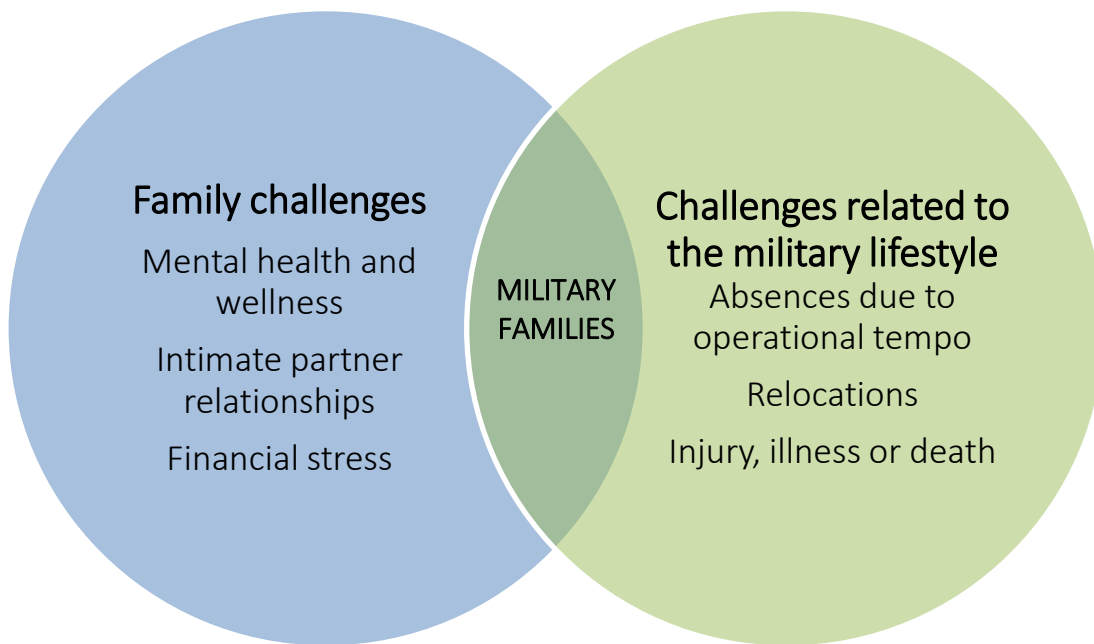 Family challenges
Mental health and
wellness
Intimate partner
relationships
Financial stress
MILITARY
FAMILIES
Challenges related to
the military lifestyle
Absences due to
operational tempo
Relocations
Injury, illness or death